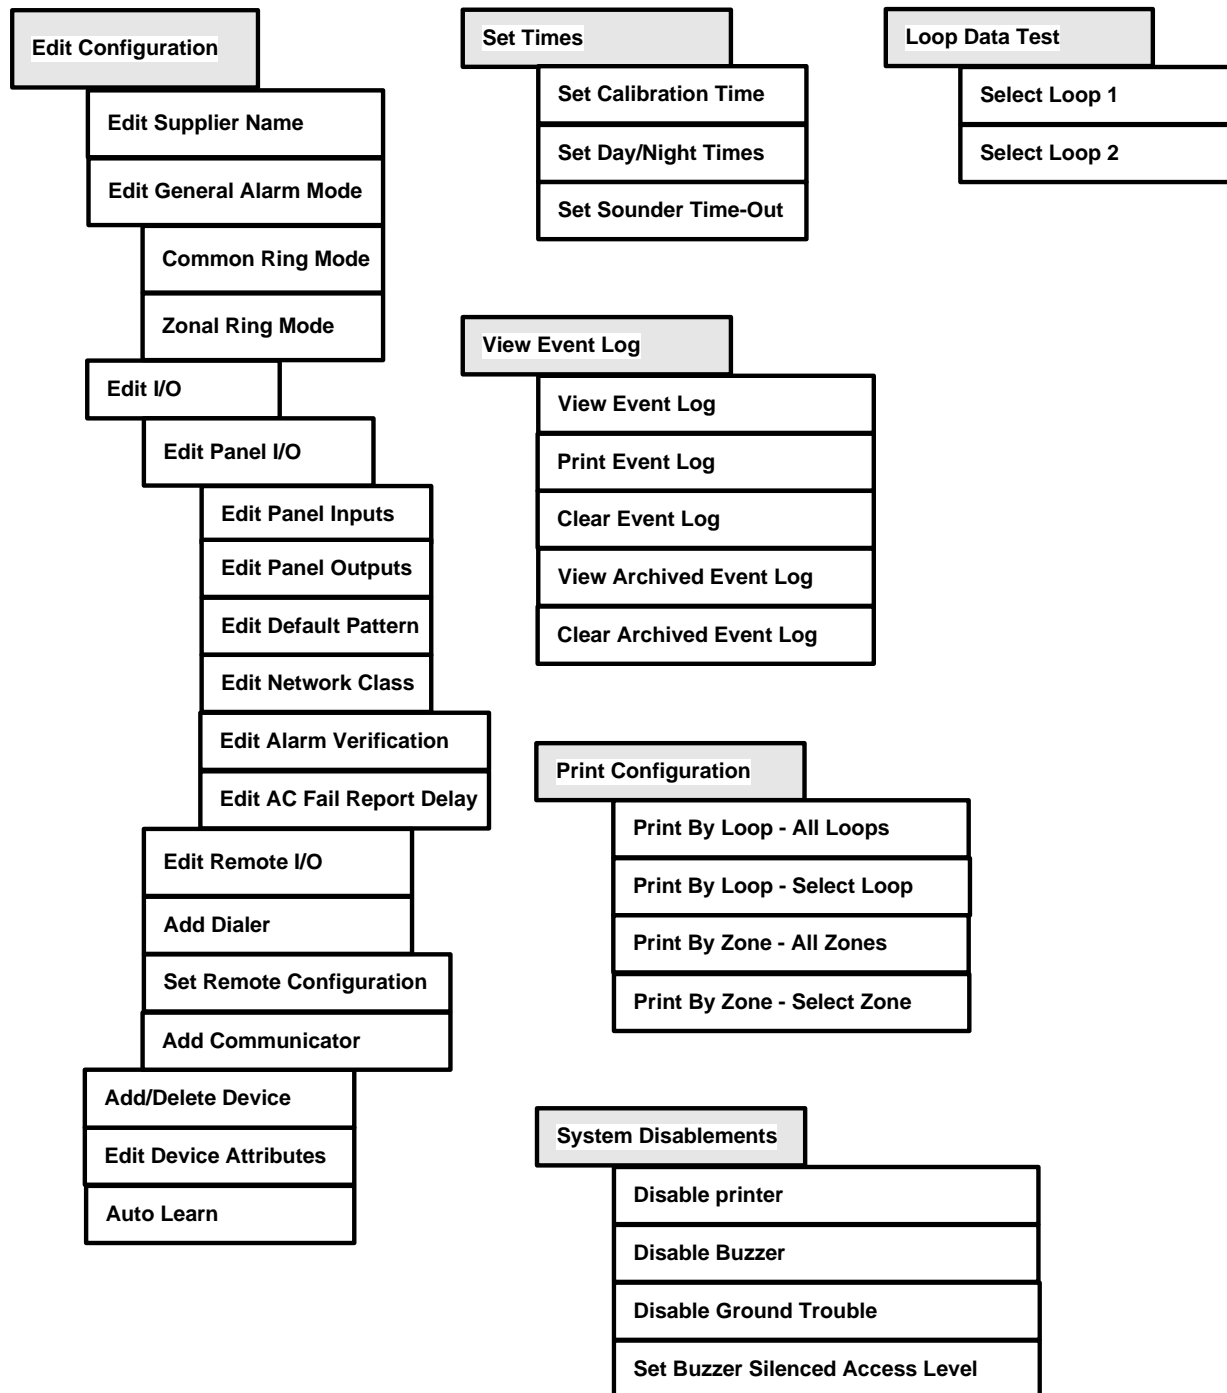 Edit Configuration
Edit Supplier Name
Edit General Alarm Mode
Common Ring Mode
Zonal Ring Mode
Edit I/O
Edit Panel I/O
Edit Panel Inputs
Edit Panel Outputs
Edit Default Pattern
Edit Network Class
Edit Alarm Verification
Edit AC Fail Report Delay
Edit Remote I/O
Add Dialer
Set Remote Configuration
Add Communicator
Add/Delete Device
Edit Device Attributes
Auto Learn
Set Times
Set Calibration Time
Set Day/Night Times
Set Sounder Time-Out
View Event Log
View Event Log
Print Event Log
Clear Event Log
View Archived Event Log
Clear Archived Event Log
Print Configuration
Print By Loop - All Loops
Print By Loop - Select Loop
Print By Zone - All Zones
Print By Zone - Select Zone
System Disablements
Disable printer
Disable Buzzer
Disable Ground Trouble
Set Buzzer Silenced Access Level
Loop Data Test
Select Loop 1
Select Loop 2